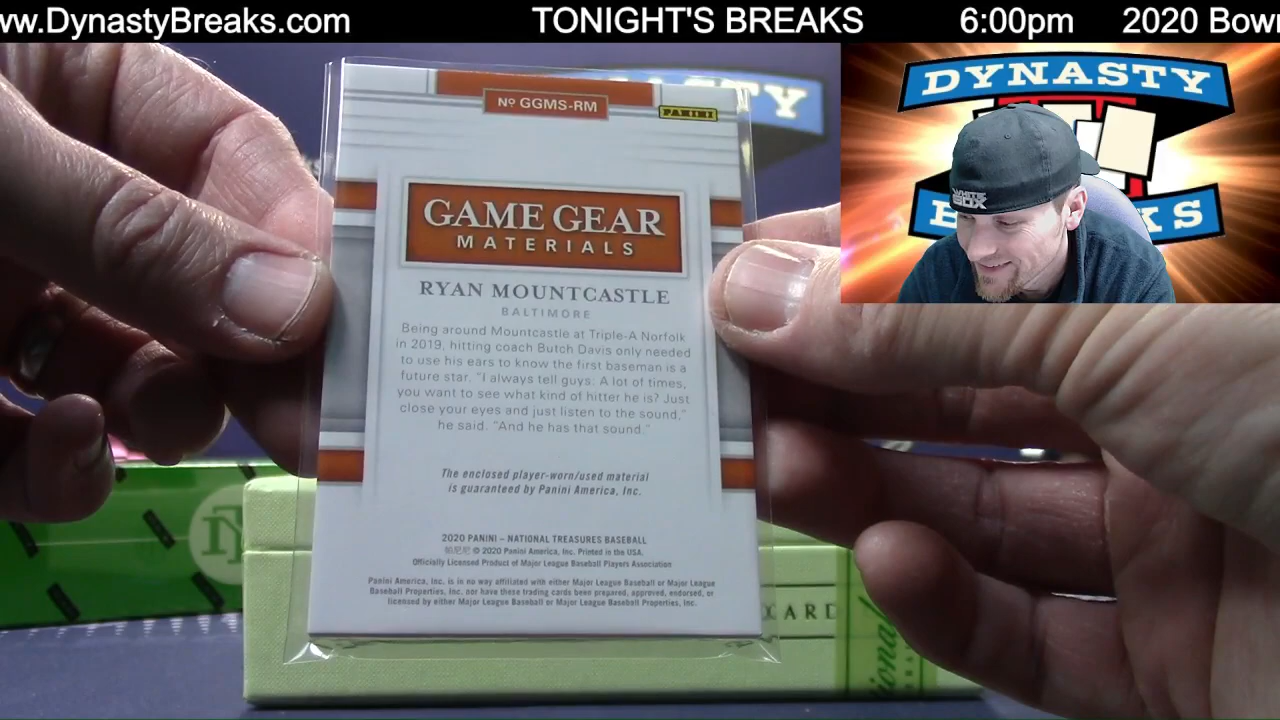 ww.DynastyBreaks.com TONIGHT'S BREAKS 6:00pm 2020 Bow
DYNASTY
WHITE
SOX
Nº GGMS-RM
PANINI
GAME GEAR
MATERIALS
RYAN MOUNTCASTLE
BALTIMORE
Being around Mountcastle at Triple-A Norfolk
in 2019, hitting coach Butch Davis only needed
to use his ears to know the first baseman is a
future star. "I always tell guys: A lot of times,
you want to see what kind of hitter he is? Just
close your eyes and just listen to the sound,"
he said. "And he has that sound."
The enclosed player-worn/used material
is guaranteed by Panini America, Inc.
2020 PANINI – NATIONAL TREASURES BASEBALL
帕尼尼 © 2020 Panini America, Inc. Printed in the USA.
Officially Licensed Product of Major League Baseball Players Association
Panini America, Inc. is in no way affiliated with either Major League Baseball or Major League
Baseball Properties, Inc. nor have these trading cards been prepared, approved, endorsed, or
licensed by either Major League Baseball or Major League Baseball Properties, Inc.
CARD